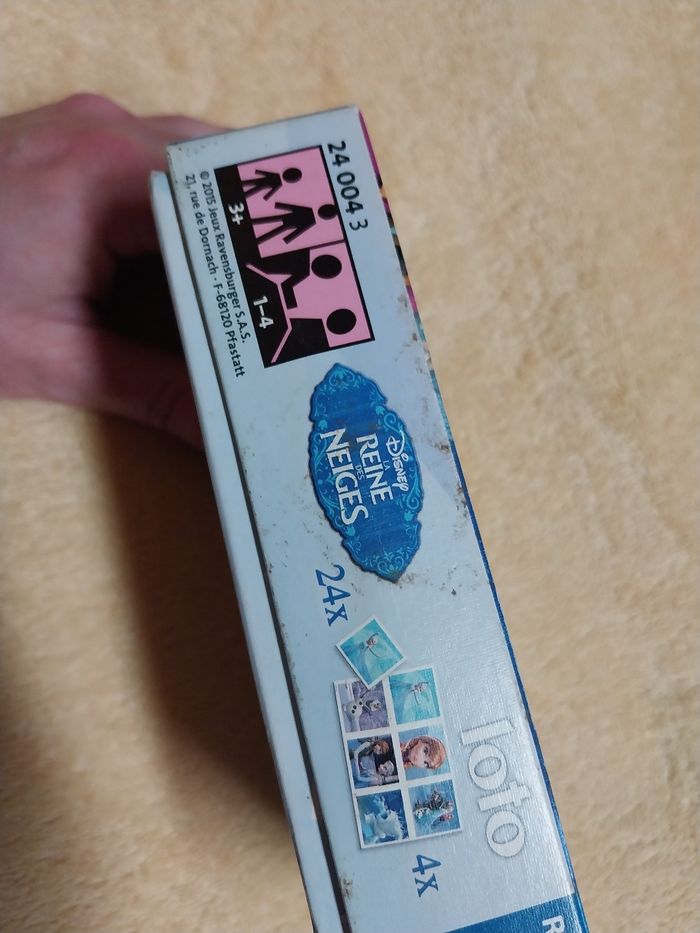 24 004 3
3+
1–4
© 2015 Jeux Ravensburger S.A.S.
21, rue de Dornach · F-68120 Pfastatt
Disney
LA
REINE
DES
NEIGES
24x
4x
loto
R